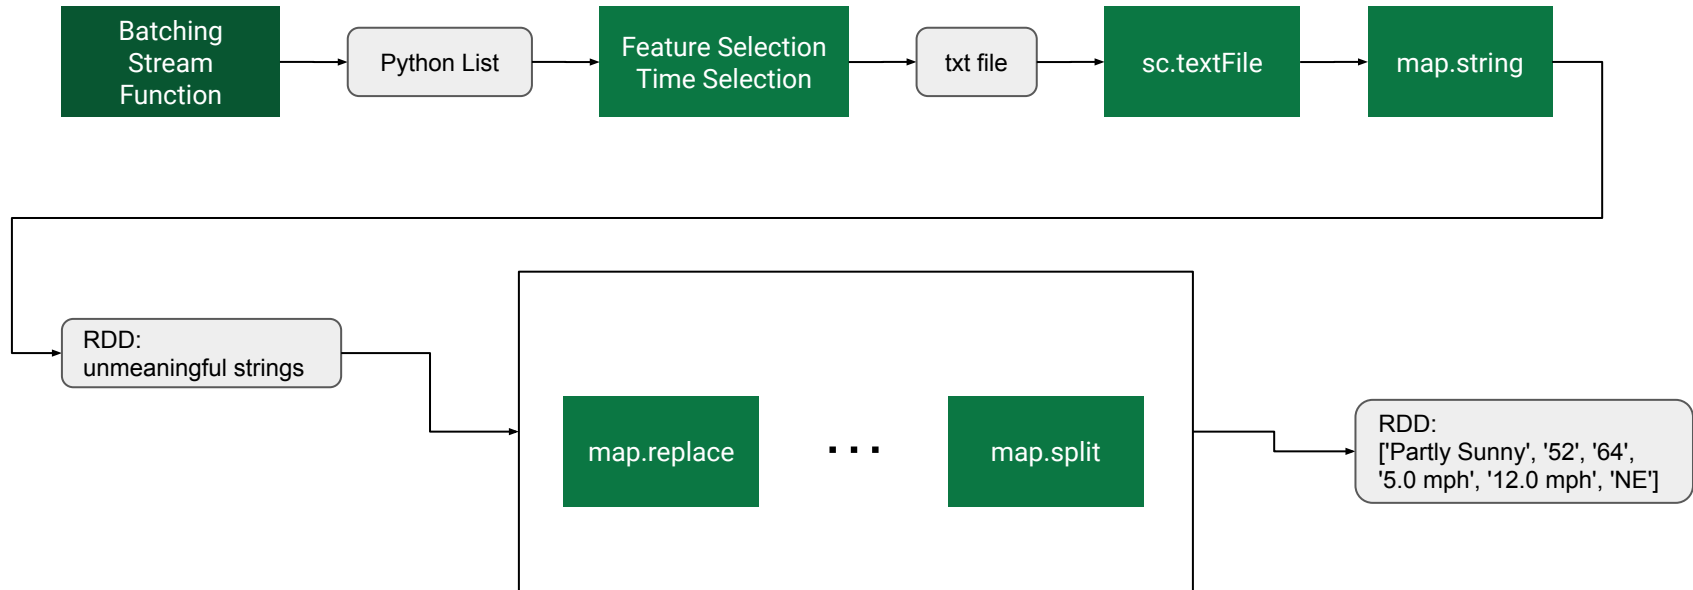 Batching
Stream
Function
Python List
Feature Selection
Time Selection
txt file
sc.textFile
map.string
RDD:
unmeaningful strings
map.replace
...
map.split
RDD:
['Partly Sunny', '52', '64',
'5.0 mph', '12.0 mph', 'NE']